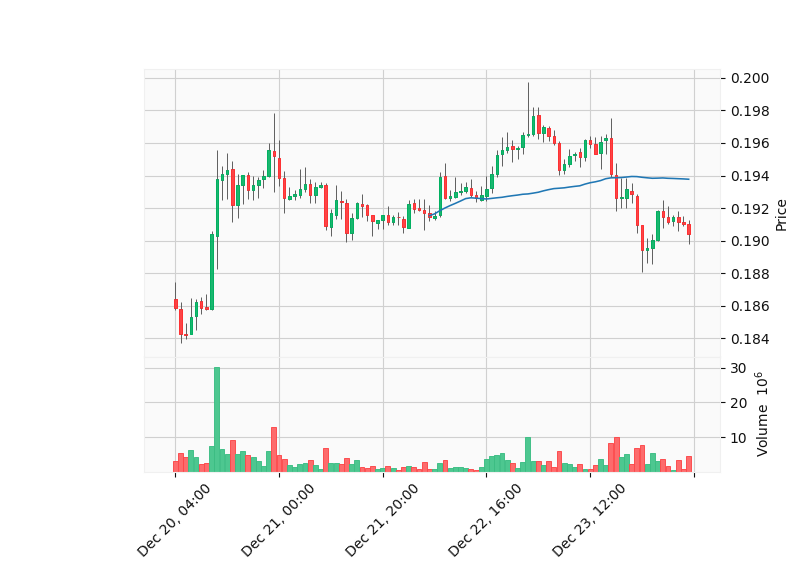 0.200
0.198
0.196
0.194
0.192
0.190
0.188
0.186
0.184
Price
30
20
10
Volume 10^6
Dec 20, 04:00
Dec 21, 00:00
Dec 21, 20:00
Dec 22, 16:00
Dec 23, 12:00